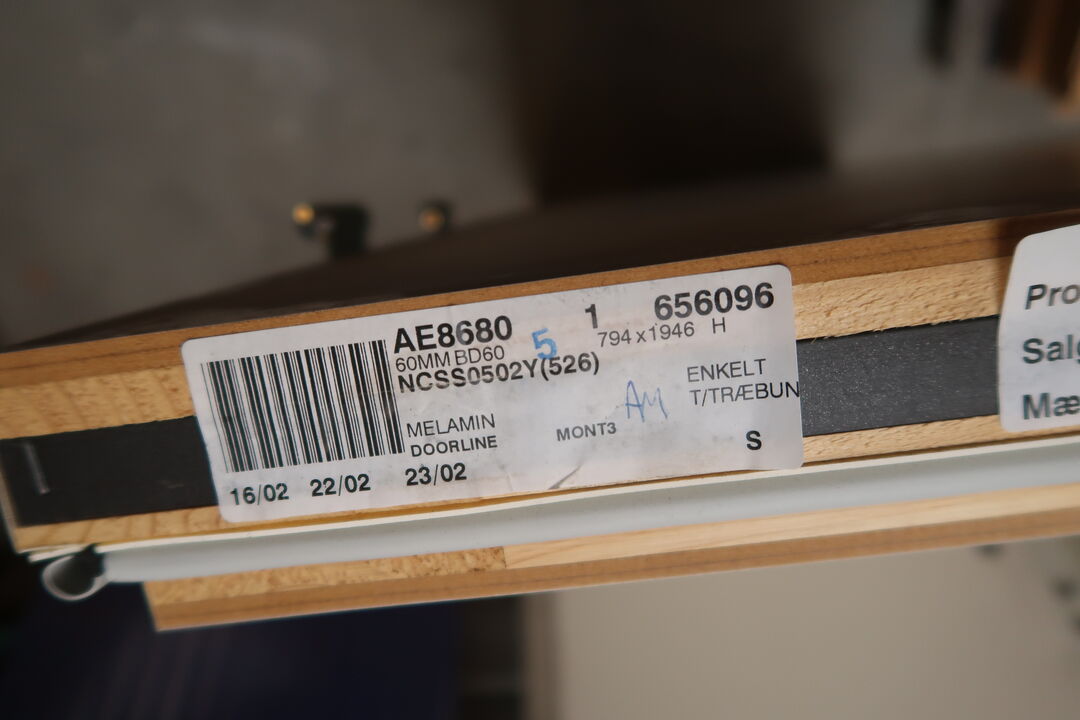 AE8680 5 1 656096
60MM BD60 794 x 1946 H
NCSS0502Y(526)
ENKELT
MELAMIN AM T/TRÆBUN
DOORLINE MONT3
S
16/02 22/02 23/02
Pro
Salg
Mæ